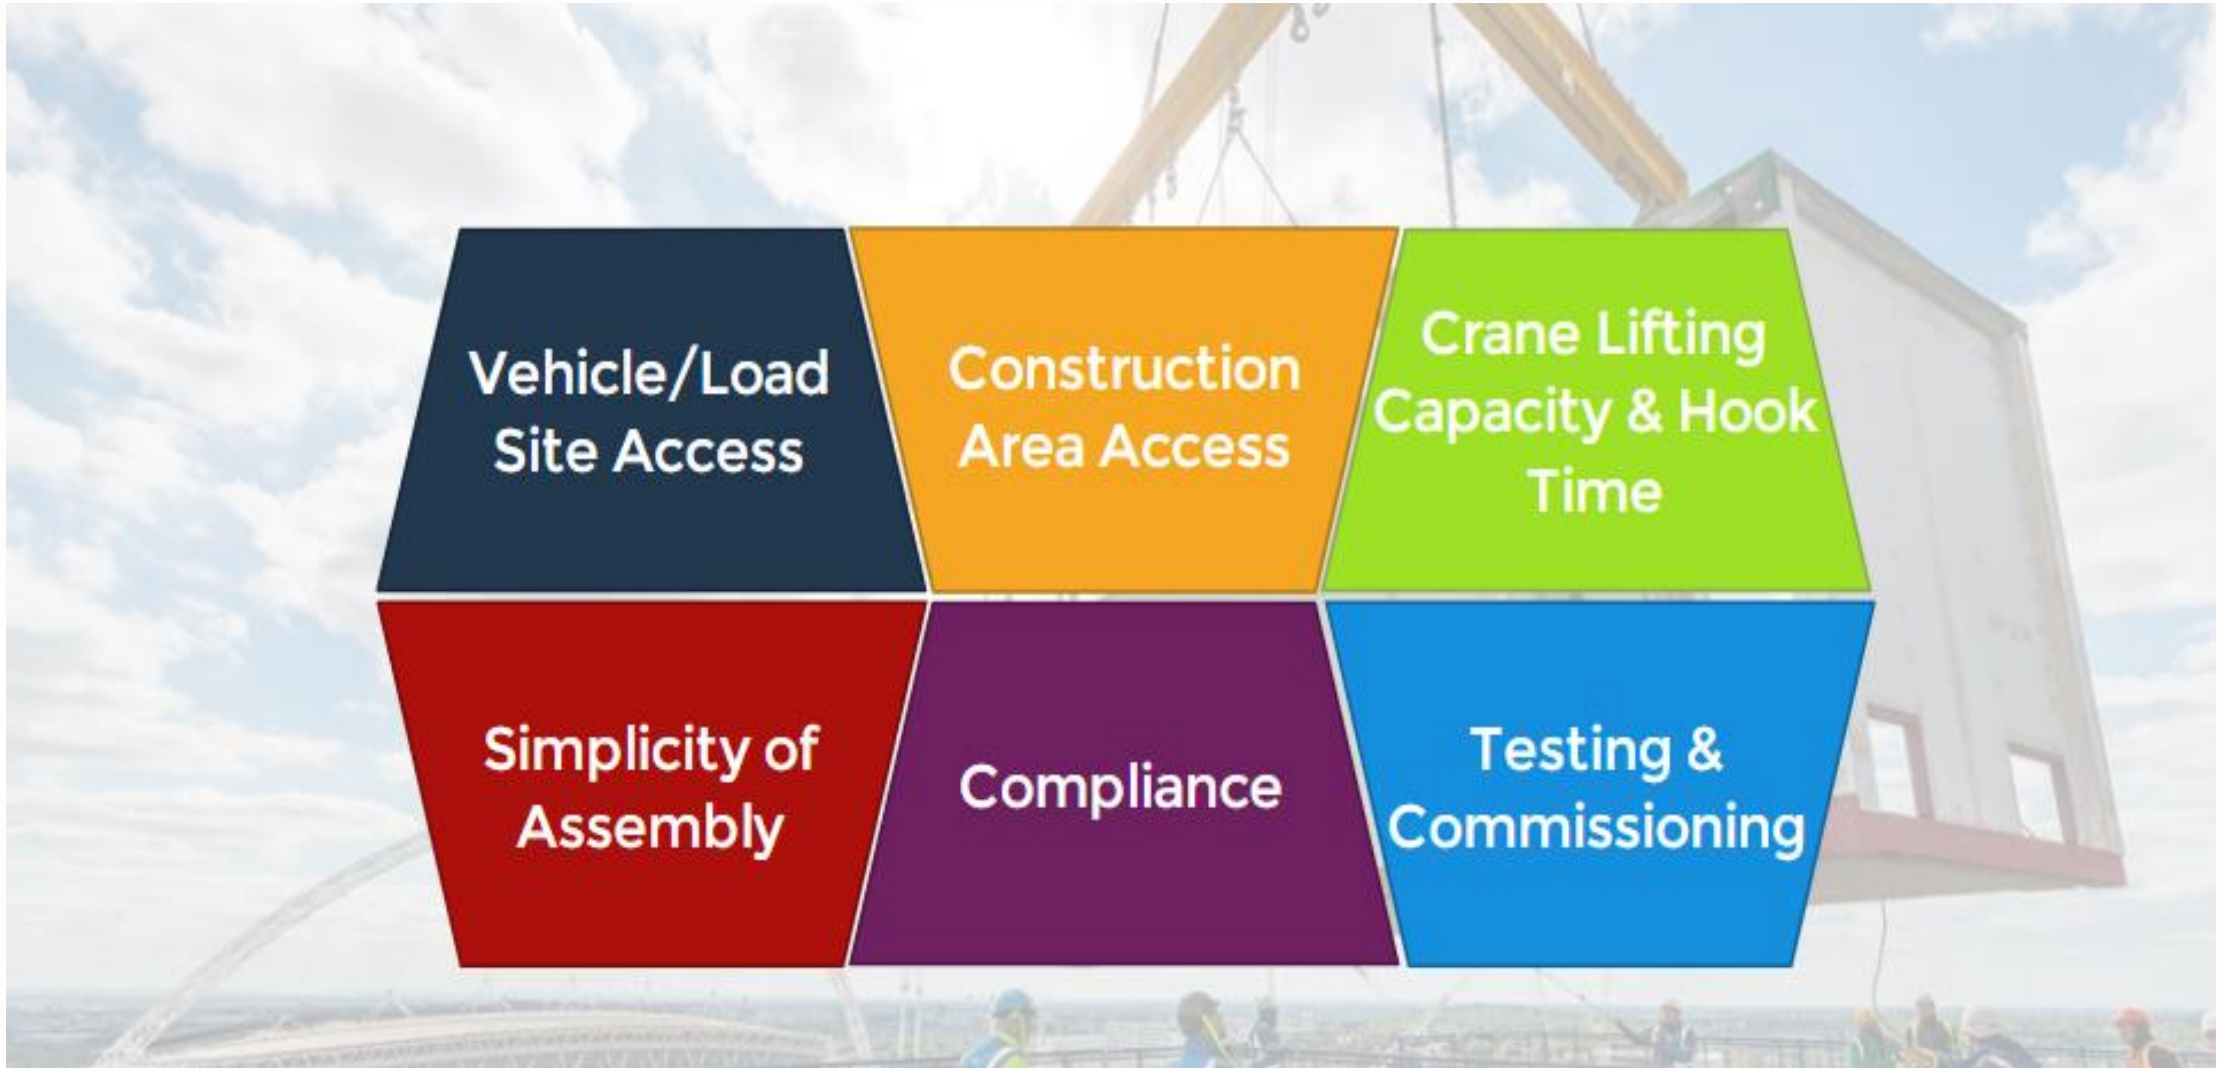 Vehicle/Load
Site Access
Construction
Area Access
Crane Lifting
Capacity & Hook
Time
Simplicity of
Assembly
Compliance
Testing &
Commissioning